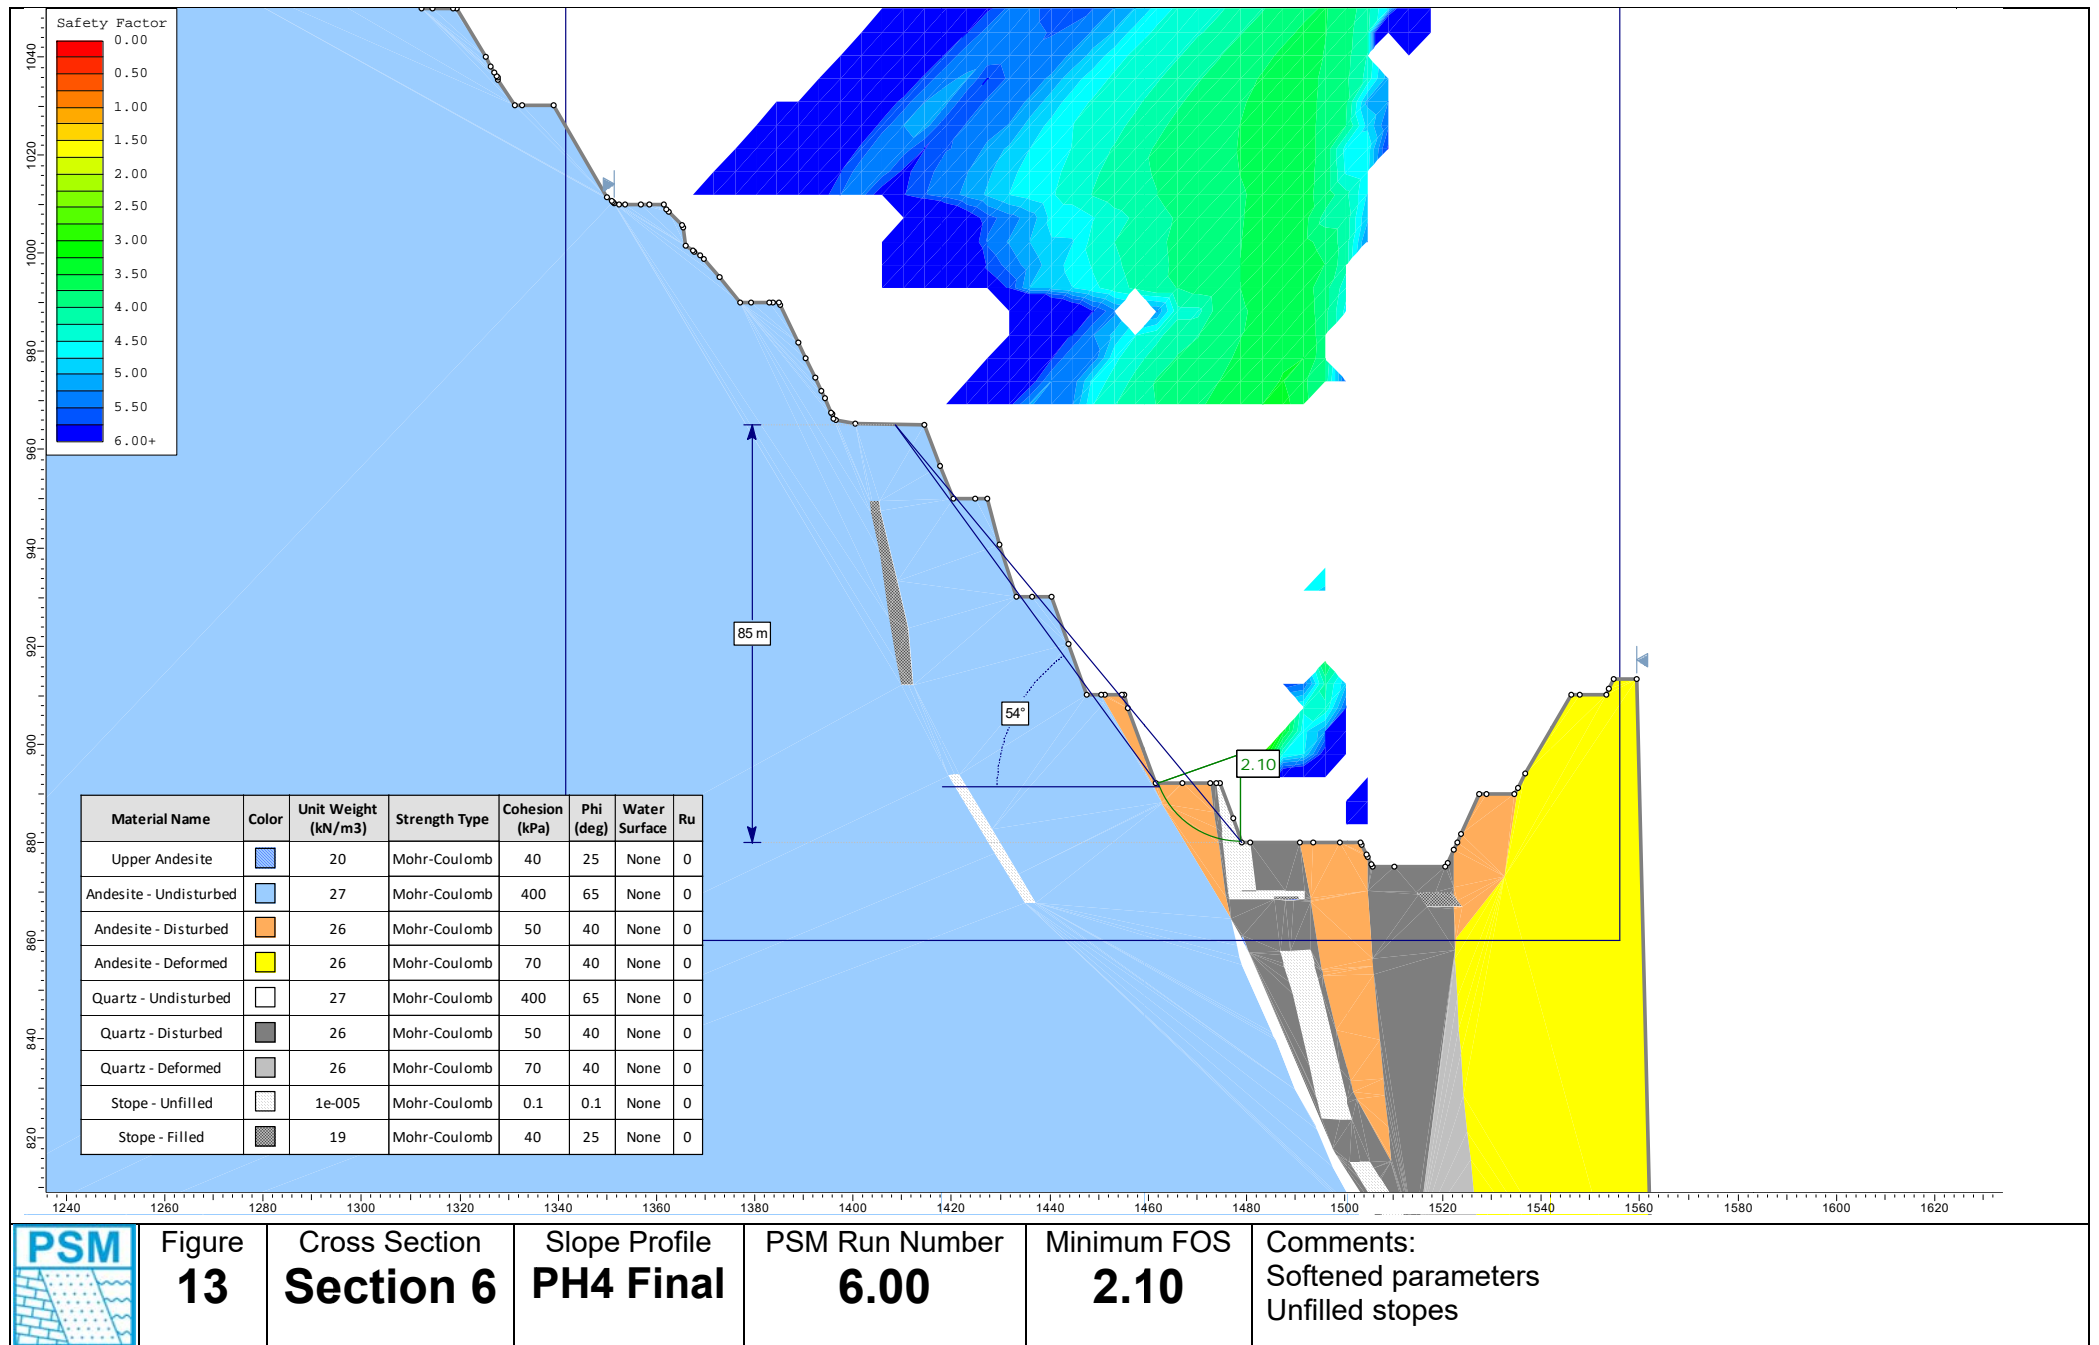 Safety Factor
0.00
0.50
1.00
1.50
2.00
2.50
3.00
3.50
4.00
4.50
5.00
5.50
6.00+
1040
1020
1000
980
960
940
920
900
880
860
840
820
85 m
54°
2.10
Material Name Color Unit Weight (kN/m3) Strength Type Cohesion (kPa) Phi (deg) Water Surface Ru
Upper Andesite 20 Mohr-Coulomb 40 25 None 0
Andesite - Undisturbed 27 Mohr-Coulomb 400 65 None 0
Andesite - Disturbed 26 Mohr-Coulomb 50 40 None 0
Andesite - Deformed 26 Mohr-Coulomb 70 40 None 0
Quartz - Undisturbed 27 Mohr-Coulomb 400 65 None 0
Quartz - Disturbed 26 Mohr-Coulomb 50 40 None 0
Quartz - Deformed 26 Mohr-Coulomb 70 40 None 0
Stope - Unfilled 1e-005 Mohr-Coulomb 0.1 0.1 None 0
Stope - Filled 19 Mohr-Coulomb 40 25 None 0
1240 1260 1280 1300 1320 1340 1360 1380 1400 1420 1440 1460 1480 1500 1520 1540 1560 1580 1600 1620
PSM
Figure
13
Cross Section
Section 6
Slope Profile
PH4 Final
PSM Run Number
6.00
Minimum FOS
2.10
Comments:
Softened parameters
Unfilled stopes